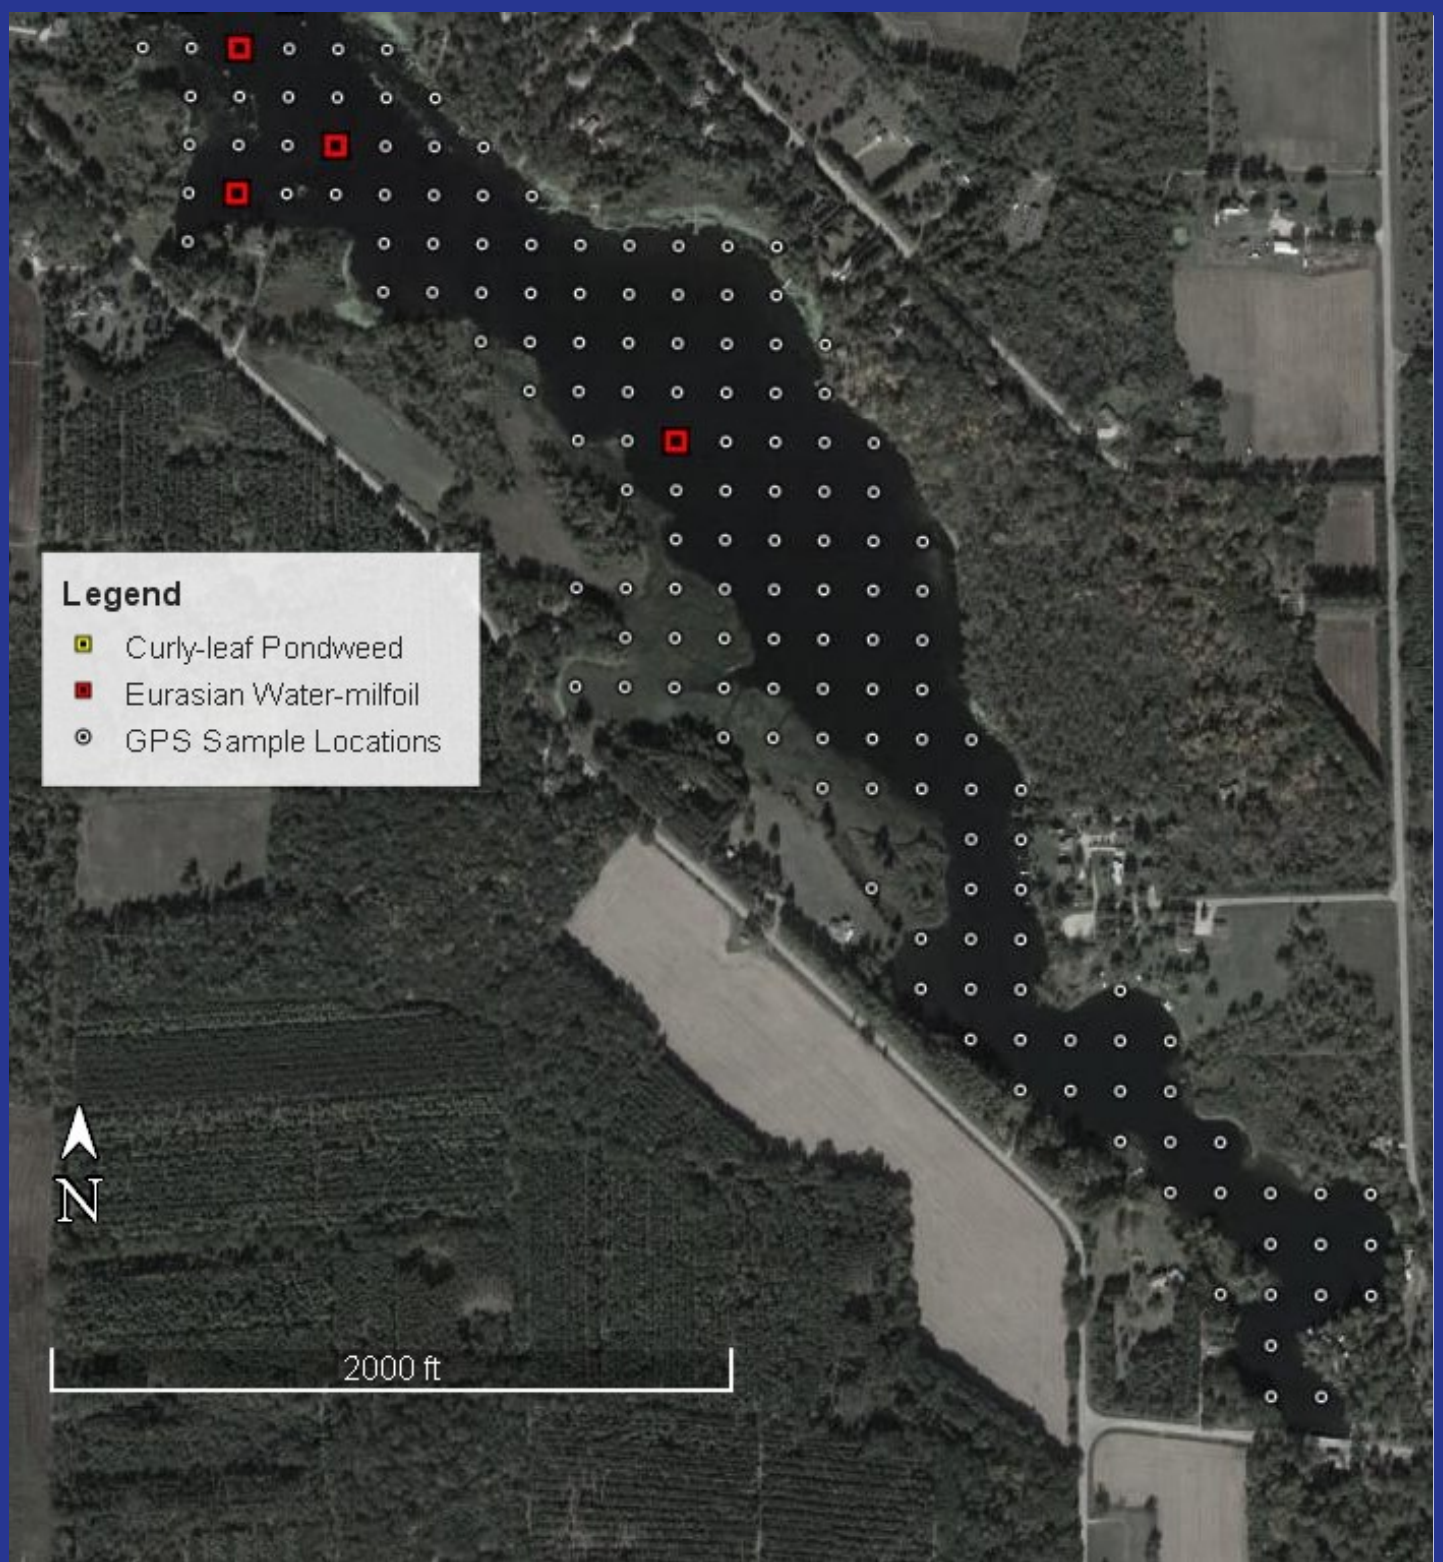 Legend
Curly-leaf Pondweed
Eurasian Water-milfoil
GPS Sample Locations
N
2000 ft